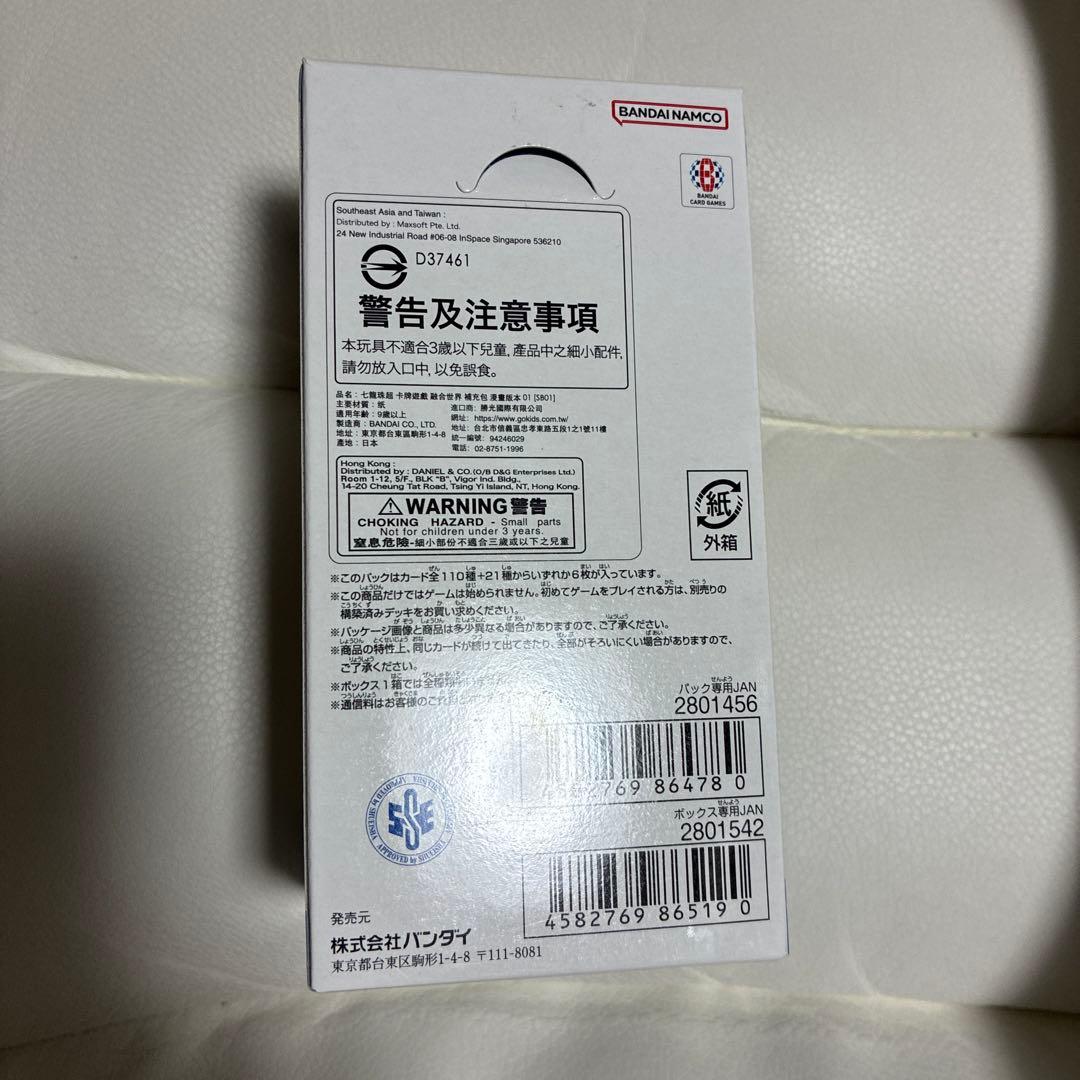 BANDAI NAMCO
BANDAI
CARD GAMES
Southeast Asia and Taiwan :
Distributed by : Maxsoft Pte. Ltd.
24 New Industrial Road #06-08 InSpace Singapore 536210
D37461
警告及注意事項
本玩具不適合3歳以下兒童, 產品中之細小配件,
請勿放入口中, 以免誤食。
品名：七龍珠超 卡牌遊戲 融合世界 補充包 漫畫版本 01 [SB01]
主要材質：紙
適用年齡：9歲以上
製造商：BANDAI CO., LTD.
地址：東京都台東區駒形1-4-8
產地：日本
進口商：勝光國際有限公司
網址：https://www.gokids.com.tw/
地址：台北市信義區忠孝東路五段1之1號11樓
統一編號：94246029
電話：02-8751-1996
Hong Kong :
Distributed by : DANIEL & CO.(O/B D&G Enterprises Ltd.)
Room 1-12, 5/F., BLK "B", Vigor Ind. Bldg.,
14-20 Cheung Tat Road, Tsing Yi Island, NT, Hong Kong.
WARNING 警告
CHOKING HAZARD - Small parts
Not for children under 3 years.
窒息危險-細小部份不適合三歲或以下之兒童
紙
外箱
※このパックはカード全110種+21種からいずれか6枚が入っています。
※この商品だけではゲームは始められません。初めてゲームをプレイされる方は、別売りの
構築済みデッキをお買い求めください。
※パッケージ画像と商品は多少異なる場合がありますので、ご了承ください。
※商品の特性上、同じカードが続けて出てきたり、全部がそろいにくい場合がありますので、
ご了承ください。
※ボックス1箱では全種類
※通信料はお客様のご
パック専用JAN
2801456
4582769 86478 0
ボックス専用JAN
2801542
4582769 86519 0
APPROVED by SHUEISHA
発売元
株式会社バンダイ
東京都台東区駒形1-4-8 〒111-8081